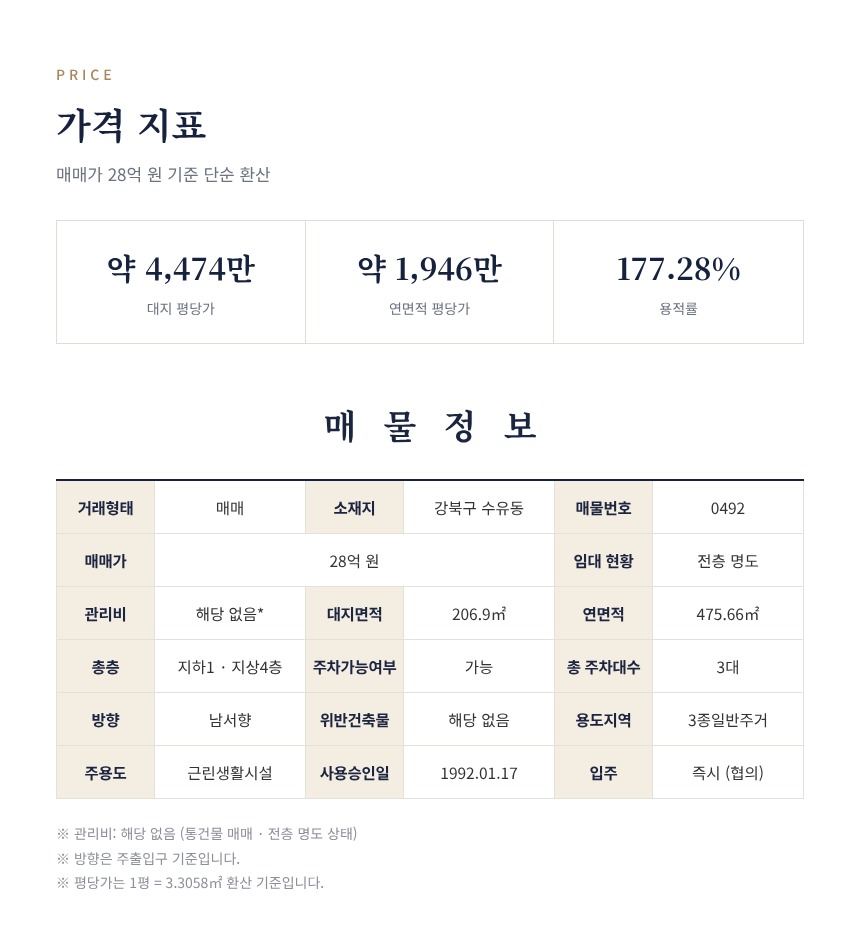 PRICE
가격 지표
매매가 28억 원 기준 단순 환산
약 4,474만 약 1,946만 177.28%
대지 평당가 연면적 평당가 용적률
매 물 정 보
거래형태 매매 소재지 강북구 수유동 매물번호 0492
매매가 28억 원 임대 현황 전층 명도
관리비 해당 없음* 대지면적 206.9㎡ 연면적 475.66㎡
총층 지하1 · 지상4층 주차가능여부 가능 총 주차대수 3대
방향 남서향 위반건축물 해당 없음 용도지역 3종일반주거
주용도 근린생활시설 사용승인일 1992.01.17 입주 즉시 (협의)
※ 관리비: 해당 없음 (통건물 매매 · 전층 명도 상태)
※ 방향은 주출입구 기준입니다.
※ 평당가는 1평 = 3.3058㎡ 환산 기준입니다.